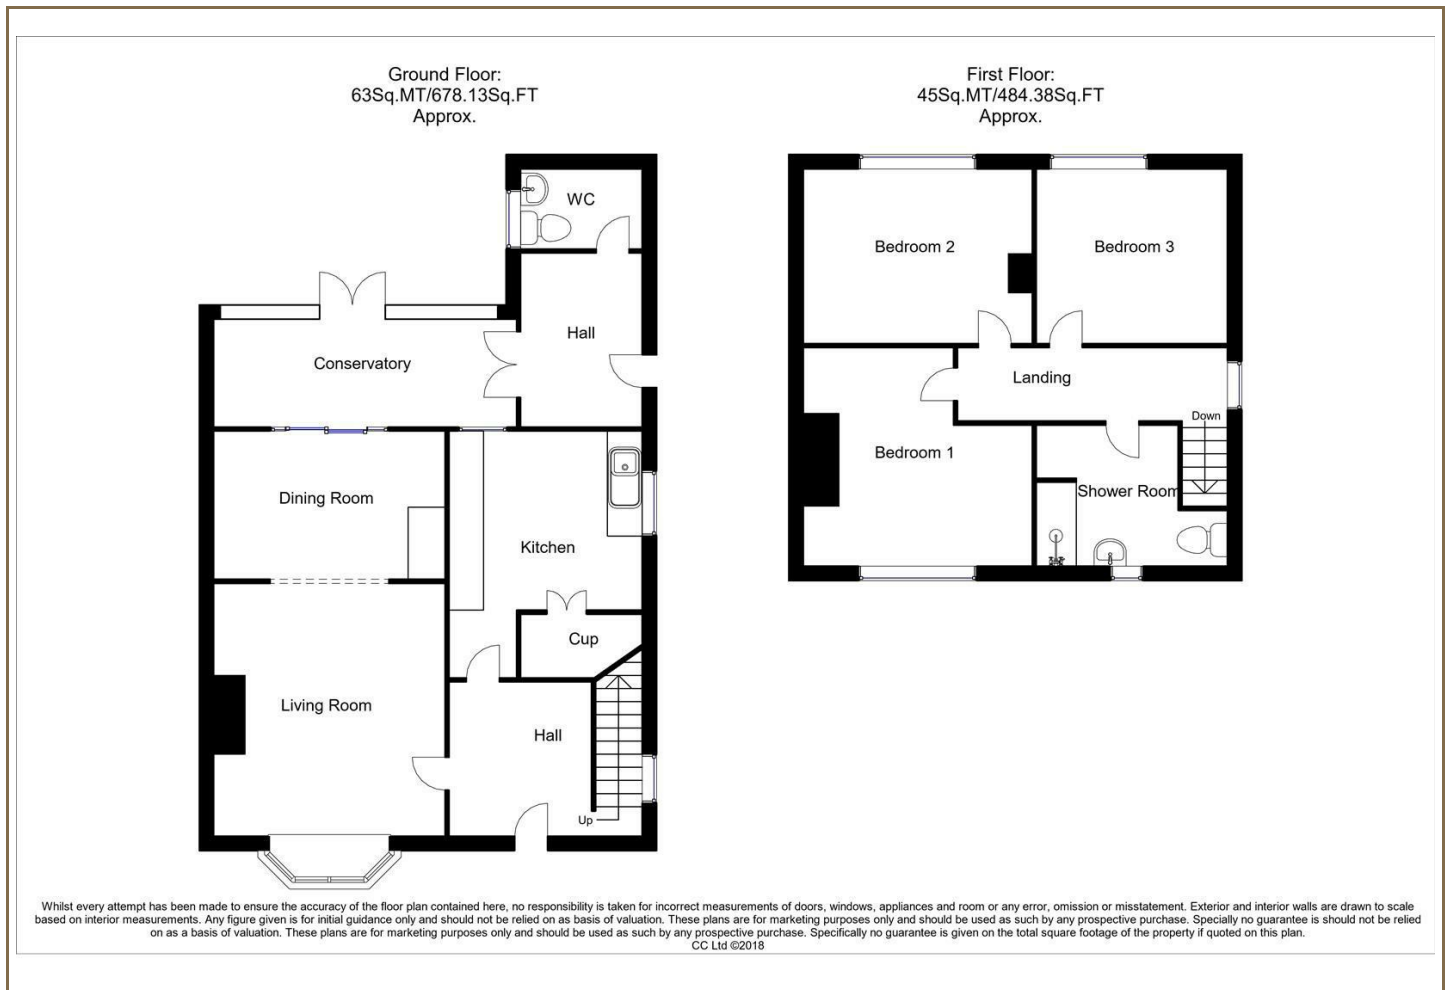 Ground Floor:
63Sq.MT/678.13Sq.FT
Approx.
First Floor:
45Sq.MT/484.38Sq.FT
Approx.
WC
Hall
Conservatory
Dining Room
Kitchen
Cup
Living Room
Hall
Up
Bedroom 2
Bedroom 3
Landing
Down
Bedroom 1
Shower Room
Whilst every attempt has been made to ensure the accuracy of the floor plan contained here, no responsibility is taken for incorrect measurements of doors, windows, appliances and room or any error, omission or misstatement. Exterior and interior walls are drawn to scale
based on interior measurements. Any figure given is for initial guidance only and should not be relied on as basis of valuation. These plans are for marketing purposes only and should be used as such by any prospective purchase. Specially no guarantee is should not be relied
on as a basis of valuation. These plans are for marketing purposes only and should be used as such by any prospective purchase. Specifically no guarantee is given on the total square footage of the property if quoted on this plan.
CC Ltd ©2018